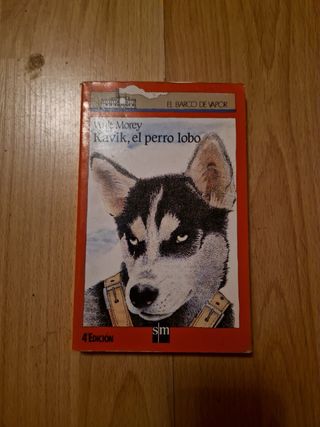 EL BARCO DE VAPOR
Walt Morey
Kavik, el perro lobo
sm
4ª EDICIÓN